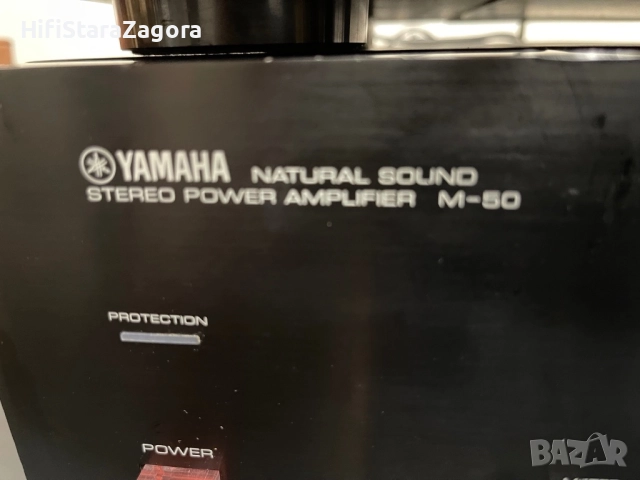 HifiStaraZagora
YAMAHA NATURAL SOUND
STEREO POWER AMPLIFIER M-50
PROTECTION
POWER
bazar